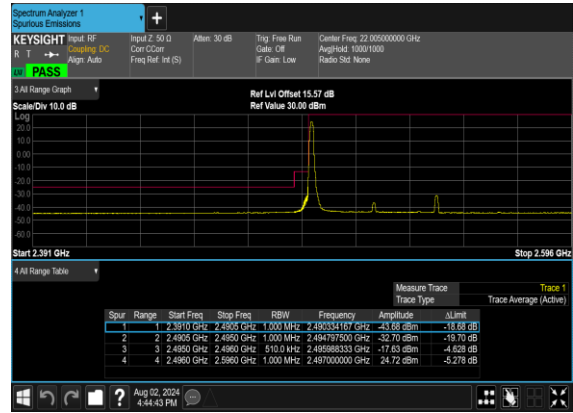 Spectrum Analyzer 1
Spurious Emissions
+
KEYSIGHT Input: RF Input Z: 50 Ω Atten: 30 dB Trig: Free Run Center Freq: 22.005000000 GHz
R T Coupling: DC Corr CCorr Gate: Off Avg|Hold: 1000/1000
Align: Auto Freq Ref: Int (S) IF Gain: Low Radio Std: None
PASS
3 All Range Graph
Ref Lvl Offset 15.57 dB
Scale/Div 10.0 dB Ref Value 30.00 dBm
Log
20.0
10.0
0.00
-10.0
-20.0
-30.0
-40.0
-50.0
-60.0
Start 2.391 GHz Stop 2.596 GHz
4 All Range Table
Measure Trace Trace 1
Trace Type Trace Average (Active)
Spur Range Start Freq Stop Freq RBW Frequency Amplitude ΔLimit
1 1 2.3910 GHz 2.4905 GHz 1.000 MHz 2.490334167 GHz -43.68 dBm -18.68 dB
2 2 2.4905 GHz 2.4950 GHz 1.000 MHz 2.494797500 GHz -32.70 dBm -19.70 dB
3 3 2.4950 GHz 2.4960 GHz 510.0 kHz 2.495988333 GHz -17.63 dBm -4.628 dB
4 4 2.4960 GHz 2.5960 GHz 1.000 MHz 2.497000000 GHz 24.72 dBm -5.278 dB
? Aug 02, 2024
4:44:43 PM